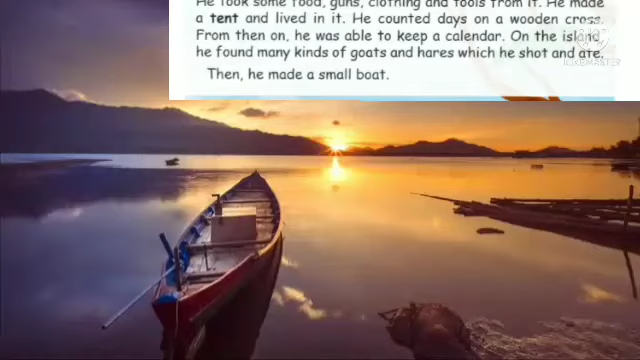 He took some food, guns, clothing and tools from it. He made
a tent and lived in it. He counted days on a wooden cross.
From then on, he was able to keep a calendar. On the island,
he found many kinds of goats and hares which he shot and ate.
Then, he made a small boat.
KINEMASTER